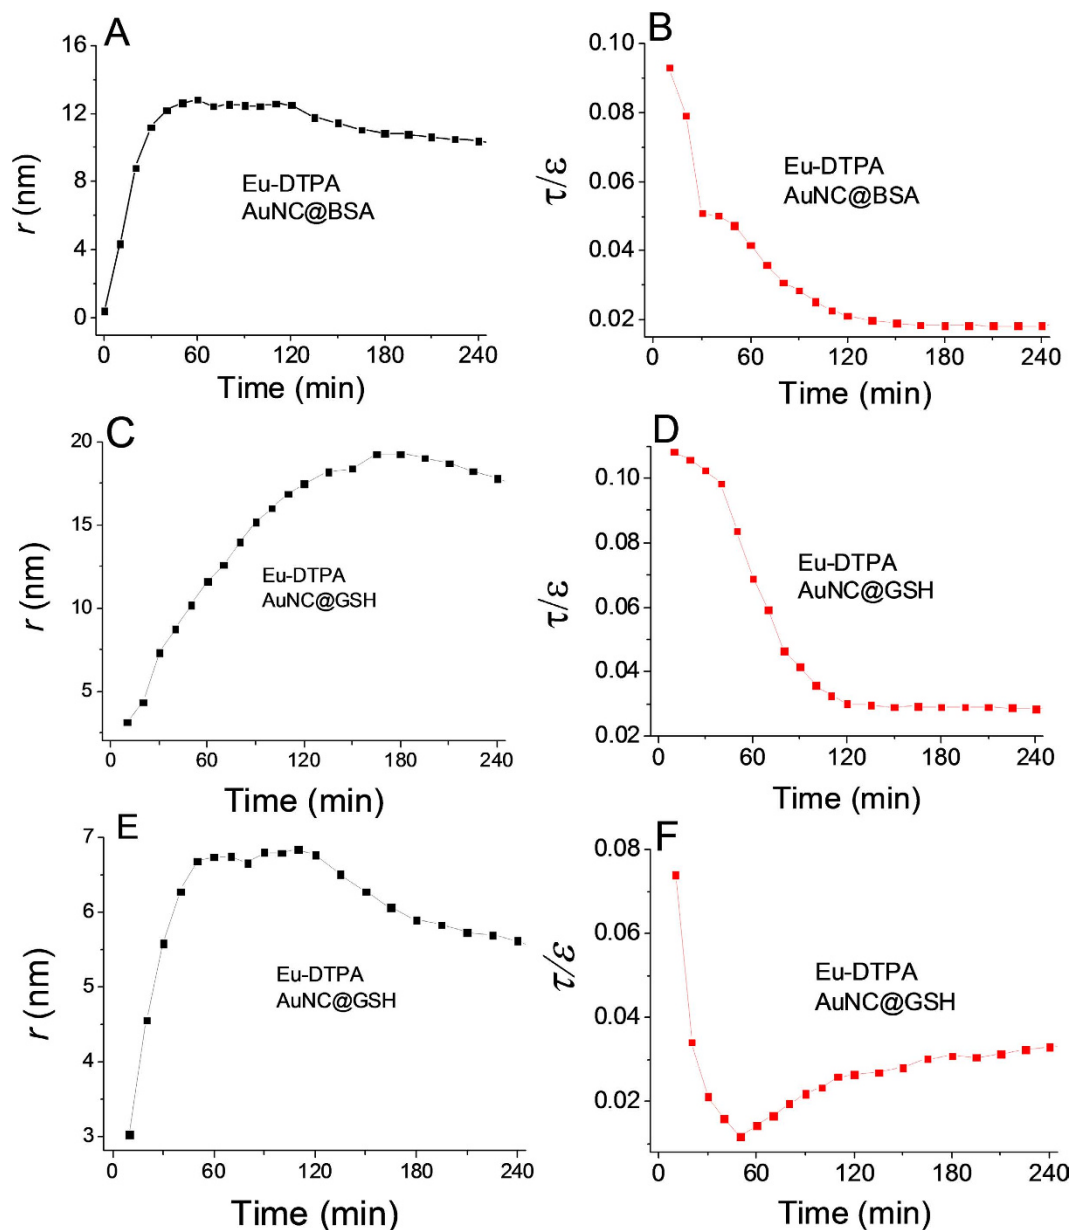 A
16
12
8
4
0
r (nm)
Eu-DTPA
AuNC@BSA
0 60 120 180 240
Time (min)
B
0.10
0.08
0.06
0.04
0.02
τ/ε
Eu-DTPA
AuNC@BSA
0 60 120 180 240
Time (min)
C
20
15
10
5
r (nm)
Eu-DTPA
AuNC@GSH
0 60 120 180 240
Time (min)
D
0.10
0.08
0.06
0.04
0.02
τ/ε
Eu-DTPA
AuNC@GSH
0 60 120 180 240
Time (min)
E
7
6
5
4
3
r (nm)
Eu-DTPA
AuNC@GSH
0 60 120 180 240
Time (min)
F
0.08
0.06
0.04
0.02
τ/ε
Eu-DTPA
AuNC@GSH
0 60 120 180 240
Time (min)